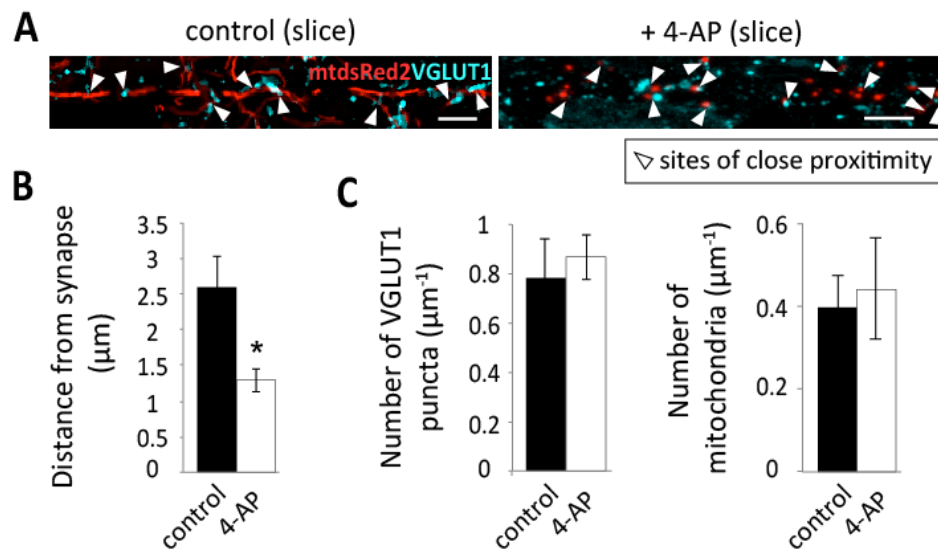 A
control (slice)
+ 4-AP (slice)
mtdsRed2VGLUT1
sites of close proxitimity
B
Distance from synapse
(μm)
3.5
3
2.5
2
1.5
1
0.5
0
*
control
4-AP
C
Number of VGLUT1
puncta (μm⁻¹)
1
0.8
0.6
0.4
0.2
0
control
4-AP
Number of
mitochondria (μm⁻¹)
0.6
0.4
0.2
0
control
4-AP